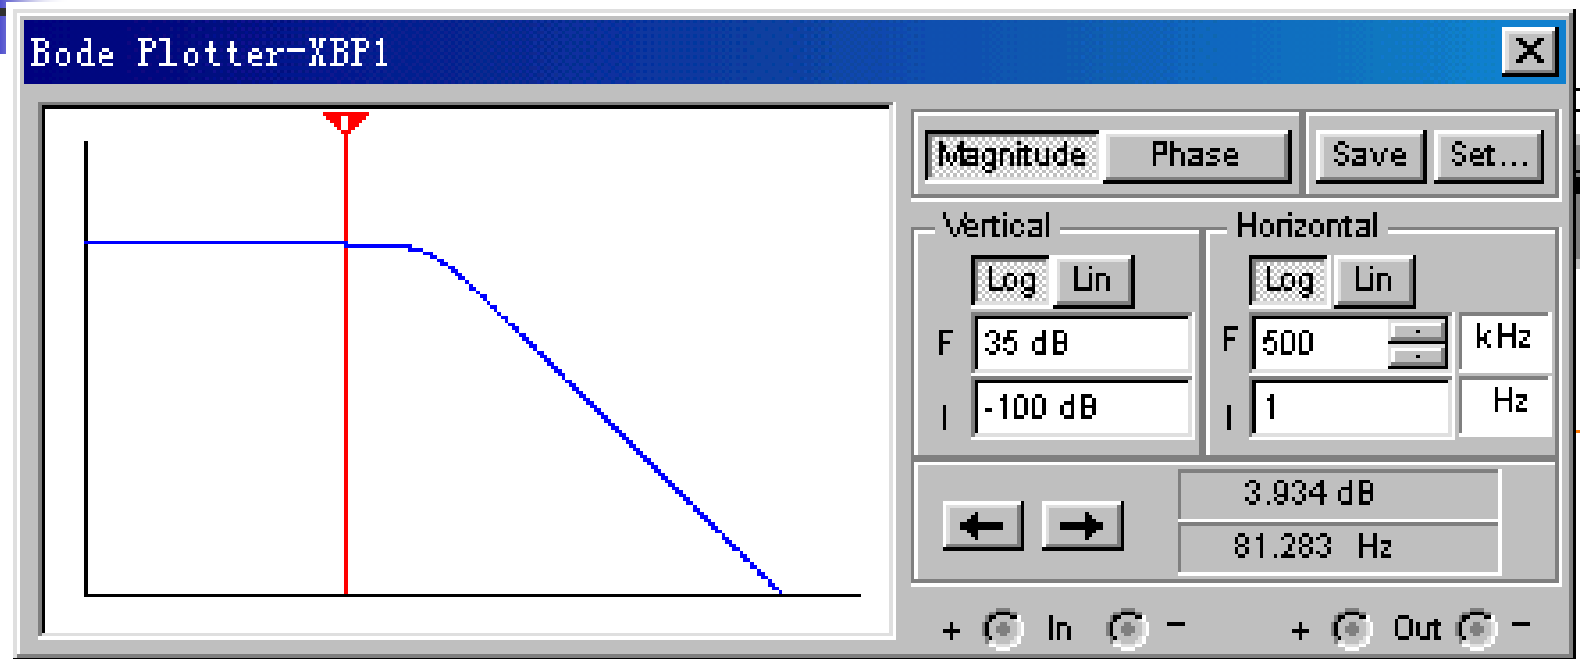 Bode Plotter-XBP1
Magnitude Phase Save Set...
Vertical Horizontal
Log Lin Log Lin
F 35 dB F 500 kHz
I -100 dB I 1 Hz
3.934 dB
81.283 Hz
+ In - + Out -